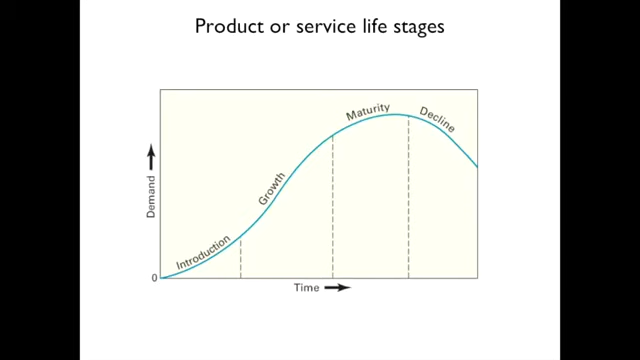 Product or service life stages
Maturity
Decline
Growth
Introduction
Demand
0
Time